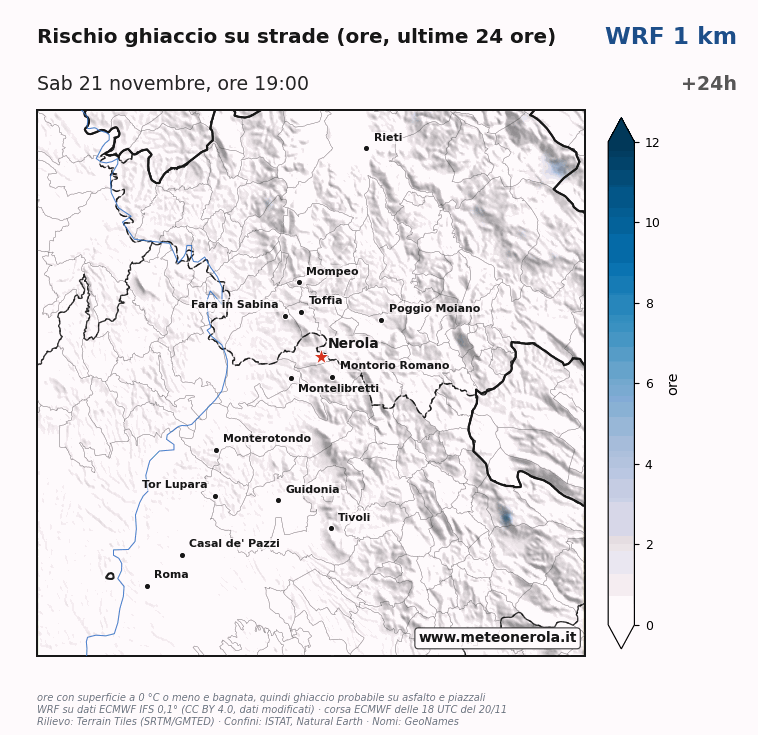 Rischio ghiaccio su strade (ore, ultime 24 ore)
WRF 1 km
Sab 21 novembre, ore 19:00
+24h
Rieti
Mompeo
Toffia
Fara in Sabina
Poggio Moiano
Nerola
Montorio Romano
Montelibretti
Monterotondo
Tor Lupara
Guidonia
Tivoli
Casal de' Pazzi
Roma
www.meteonerola.it
12
10
8
6
4
2
0
ore
ore con superficie a 0 °C o meno e bagnata, quindi ghiaccio probabile su asfalto e piazzali
WRF su dati ECMWF IFS 0,1° (CC BY 4.0, dati modificati) · corsa ECMWF delle 18 UTC del 20/11
Rilievo: Terrain Tiles (SRTM/GMTED) · Confini: ISTAT, Natural Earth · Nomi: GeoNames